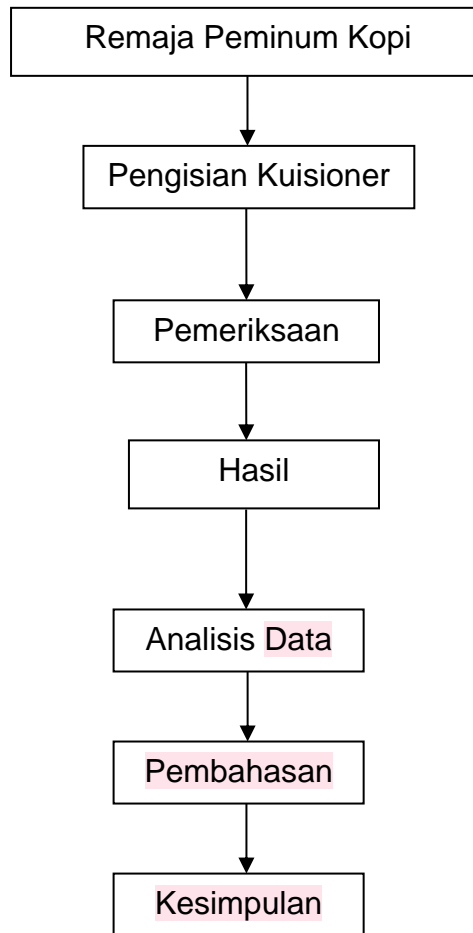 Remaja Peminum Kopi
Pengisian Kuisioner
Pemeriksaan
Hasil
Analisis Data
Pembahasan
Kesimpulan